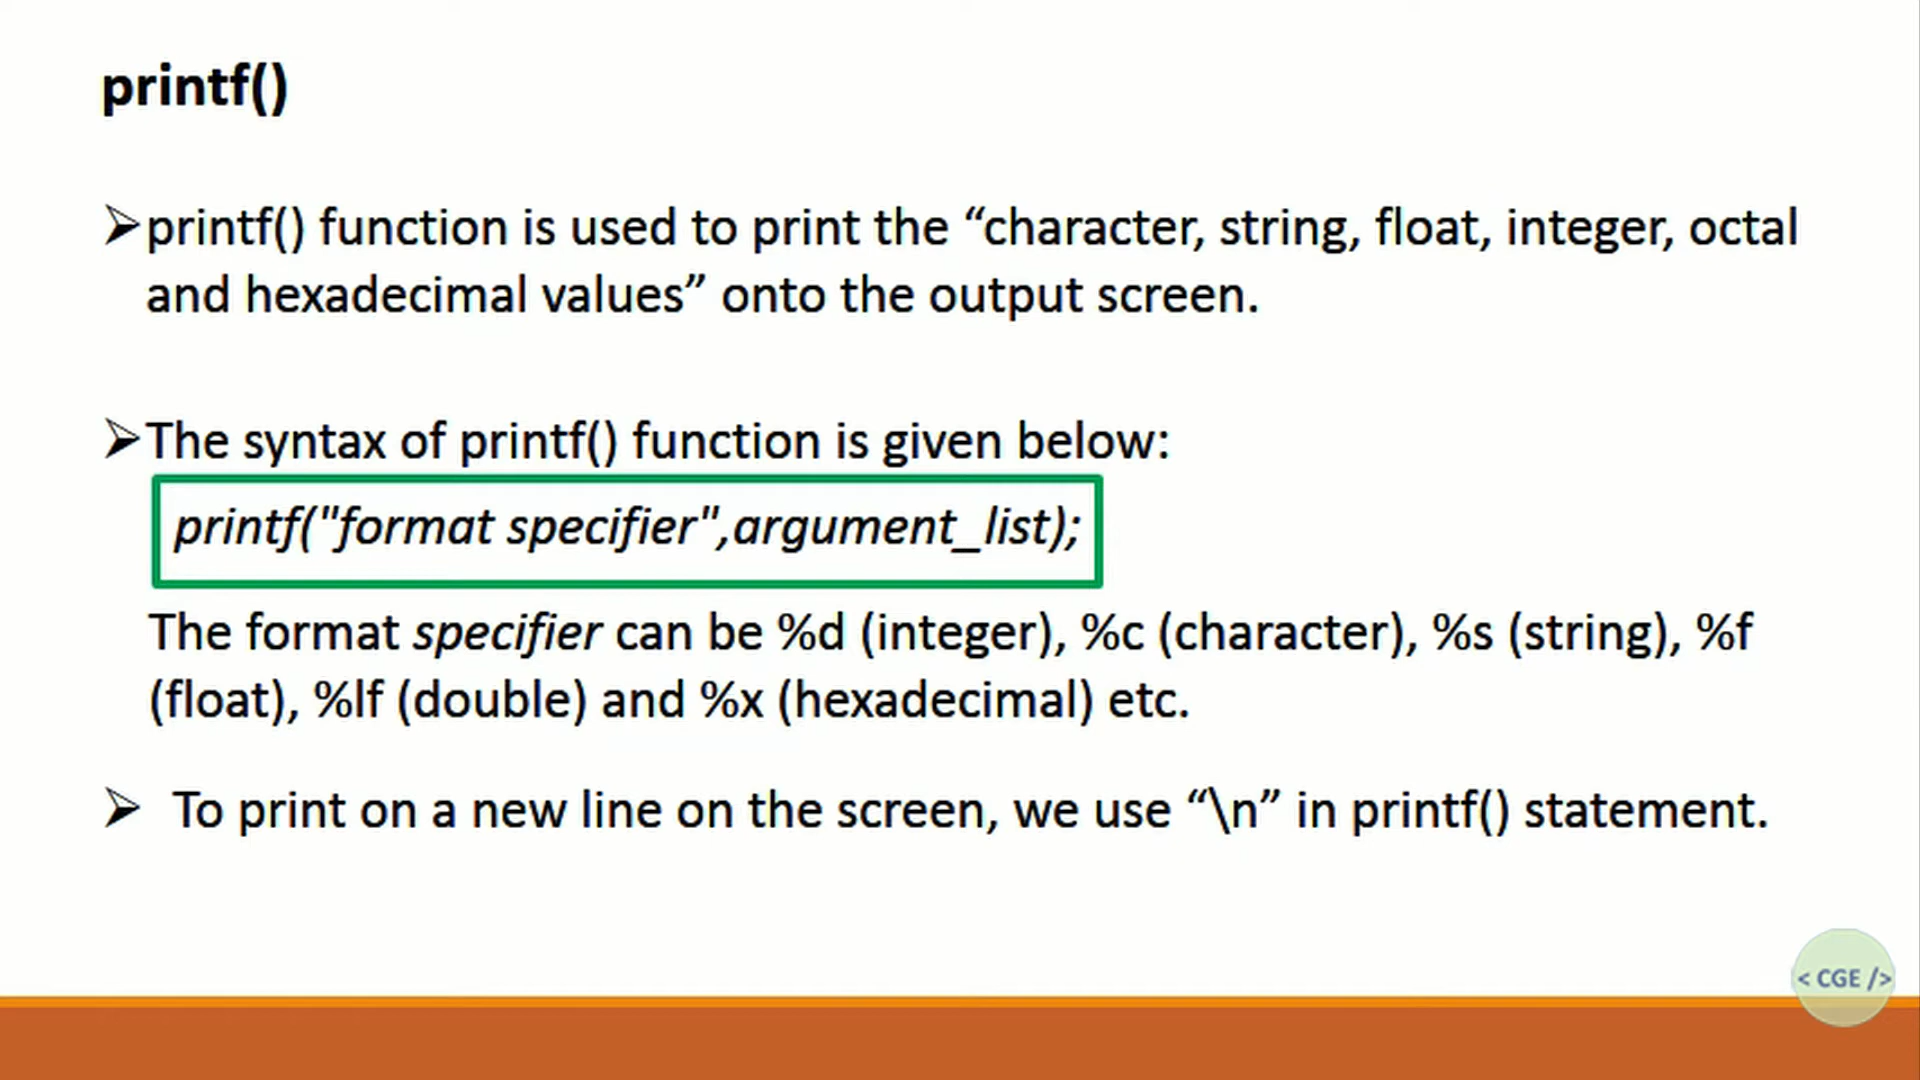 printf()
➢printf() function is used to print the “character, string, float, integer, octal
and hexadecimal values” onto the output screen.
➢The syntax of printf() function is given below:
printf("format specifier",argument_list);
The format specifier can be %d (integer), %c (character), %s (string), %f
(float), %lf (double) and %x (hexadecimal) etc.
➢ To print on a new line on the screen, we use “\n” in printf() statement.
< CGE />